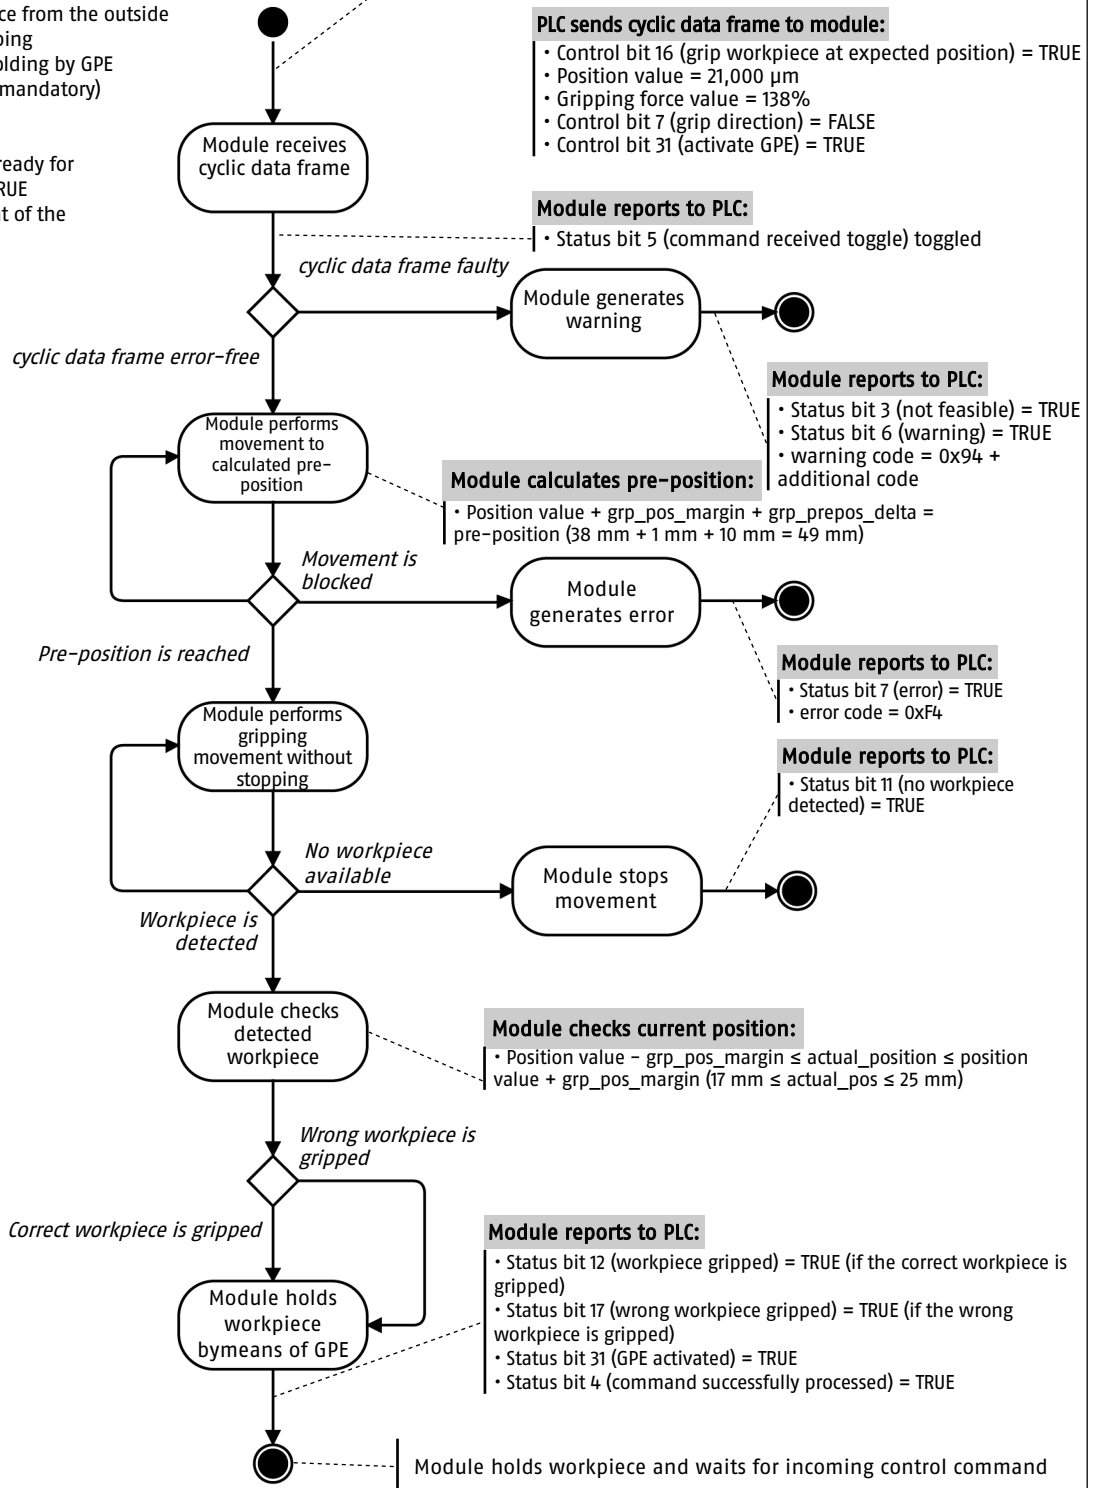 ce from the outside
ping
olding by GPE
mandatory)
ready for
RUE
t of the
PLC sends cyclic data frame to module:
• Control bit 16 (grip workpiece at expected position) = TRUE
• Position value = 21,000 µm
• Gripping force value = 138%
• Control bit 7 (grip direction) = FALSE
• Control bit 31 (activate GPE) = TRUE
Module receives
cyclic data frame
Module reports to PLC:
• Status bit 5 (command received toggle) toggled
cyclic data frame faulty
Module generates
warning
cyclic data frame error-free
Module reports to PLC:
• Status bit 3 (not feasible) = TRUE
• Status bit 6 (warning) = TRUE
• warning code = 0x94 +
additional code
Module performs
movement to
calculated pre-
position
Module calculates pre-position:
• Position value + grp_pos_margin + grp_prepos_delta =
pre-position (38 mm + 1 mm + 10 mm = 49 mm)
Movement is
blocked
Module
generates error
Pre-position is reached
Module reports to PLC:
• Status bit 7 (error) = TRUE
• error code = 0xF4
Module performs
gripping
movement without
stopping
Module reports to PLC:
• Status bit 11 (no workpiece
detected) = TRUE
No workpiece
available
Module stops
movement
Workpiece is
detected
Module checks
detected
workpiece
Module checks current position:
• Position value - grp_pos_margin ≤ actual_position ≤ position
value + grp_pos_margin (17 mm ≤ actual_pos ≤ 25 mm)
Wrong workpiece is
gripped
Correct workpiece is gripped
Module reports to PLC:
• Status bit 12 (workpiece gripped) = TRUE (if the correct workpiece is
gripped)
• Status bit 17 (wrong workpiece gripped) = TRUE (if the wrong
workpiece is gripped)
• Status bit 31 (GPE activated) = TRUE
• Status bit 4 (command successfully processed) = TRUE
Module holds
workpiece
bymeans of GPE
Module holds workpiece and waits for incoming control command